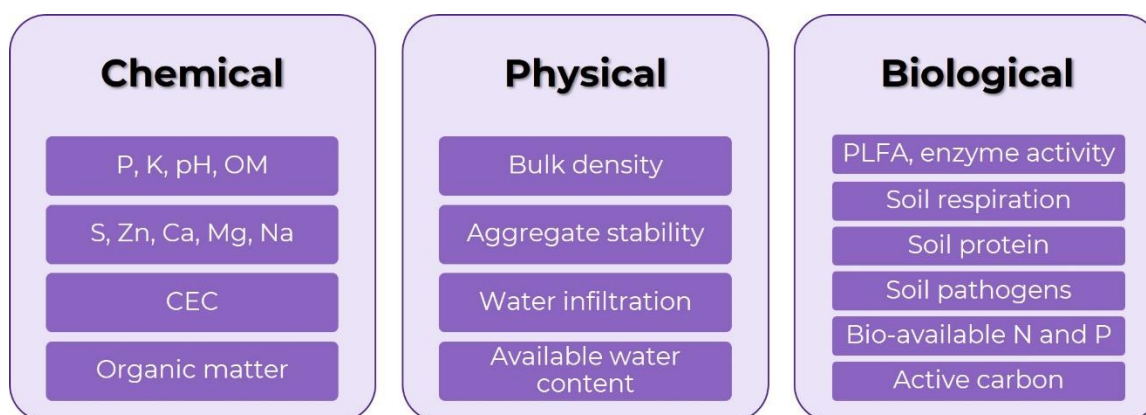 Chemical
P, K, pH, OM
S, Zn, Ca, Mg, Na
CEC
Organic matter
Physical
Bulk density
Aggregate stability
Water infiltration
Available water
content
Biological
PLFA, enzyme activity
Soil respiration
Soil protein
Soil pathogens
Bio-available N and P
Active carbon